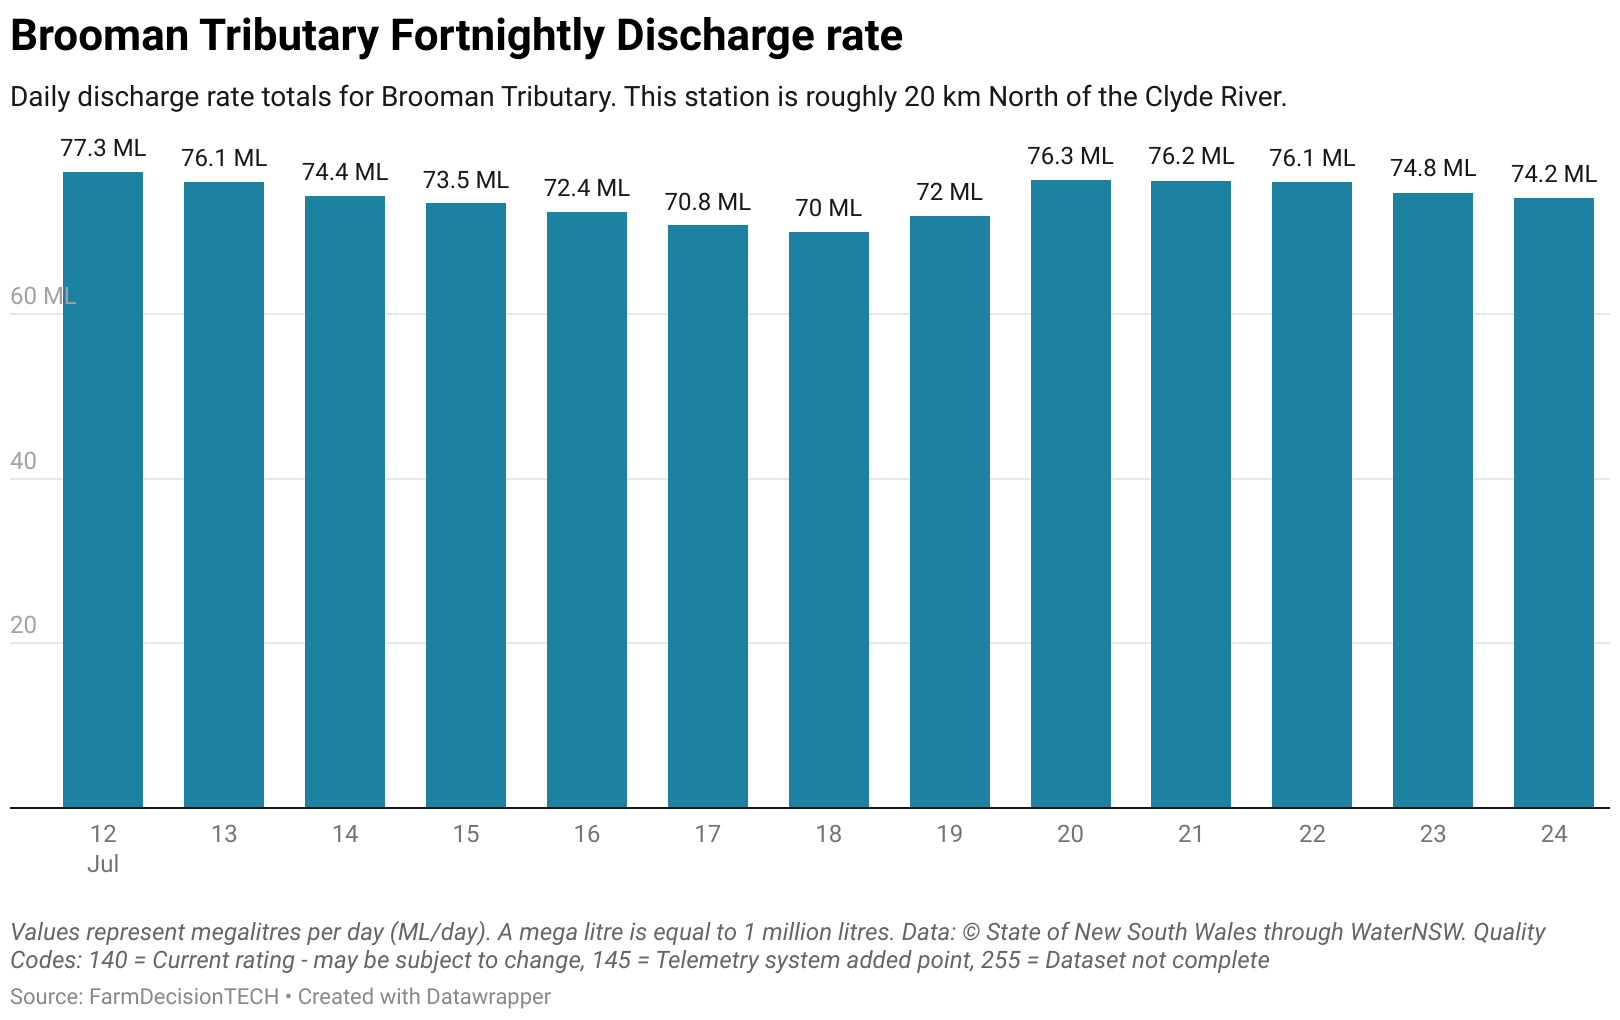 Brooman Tributary Fortnightly Discharge rate
Daily discharge rate totals for Brooman Tributary. This station is roughly 20 km North of the Clyde River.
77.3 ML
76.1 ML
74.4 ML
73.5 ML
72.4 ML
70.8 ML
70 ML
72 ML
76.3 ML
76.2 ML
76.1 ML
74.8 ML
74.2 ML
60 ML
40
20
12 13 14 15 16 17 18 19 20 21 22 23 24
Jul
Values represent megalitres per day (ML/day). A mega litre is equal to 1 million litres. Data: © State of New South Wales through WaterNSW. Quality
Codes: 140 = Current rating - may be subject to change, 145 = Telemetry system added point, 255 = Dataset not complete
Source: FarmDecisionTECH • Created with Datawrapper